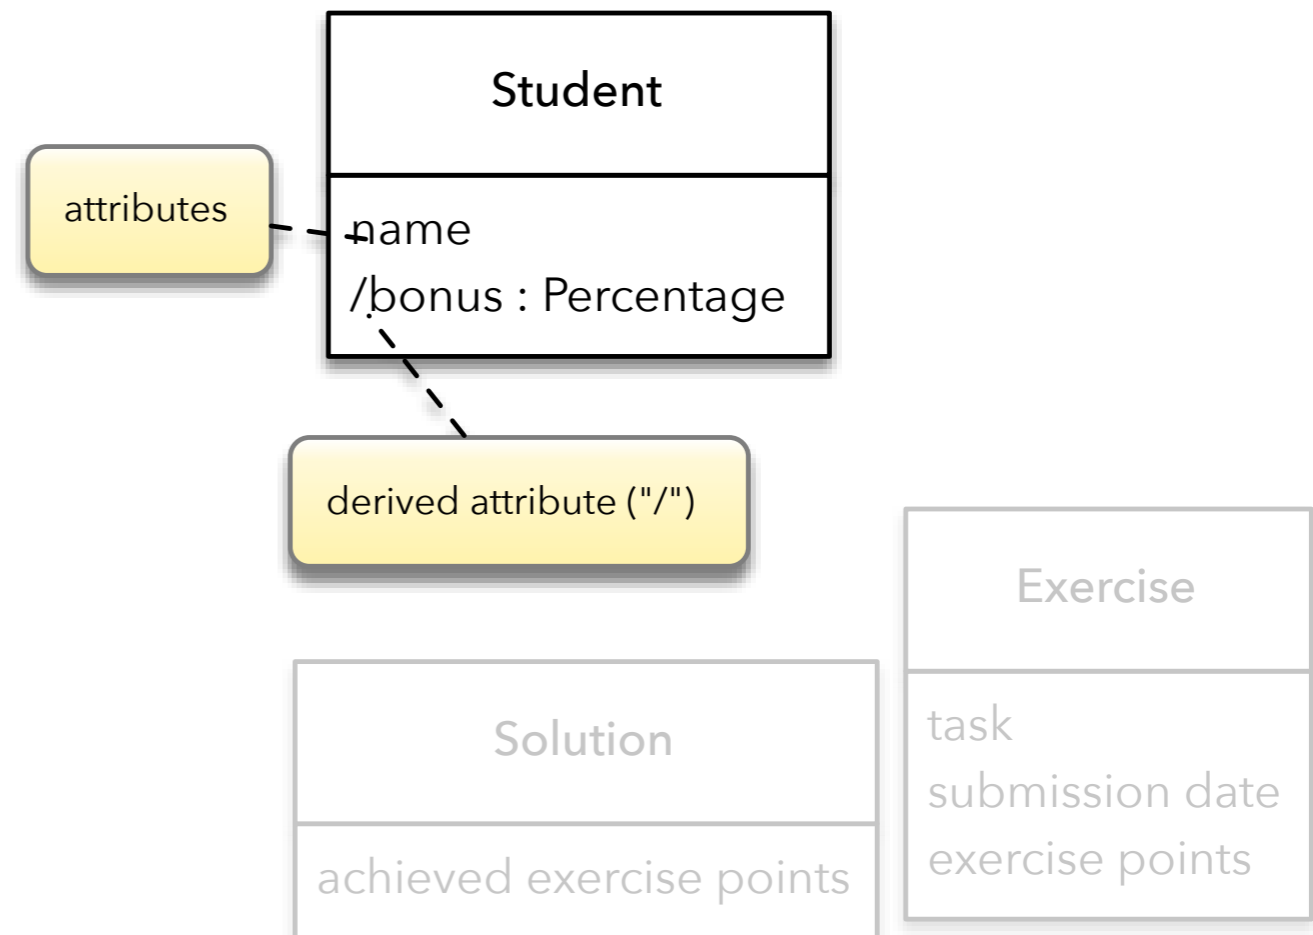 Student
attributes
name
/bonus : Percentage
derived attribute ("/")
Exercise
task
submission date
exercise points
Solution
achieved exercise points